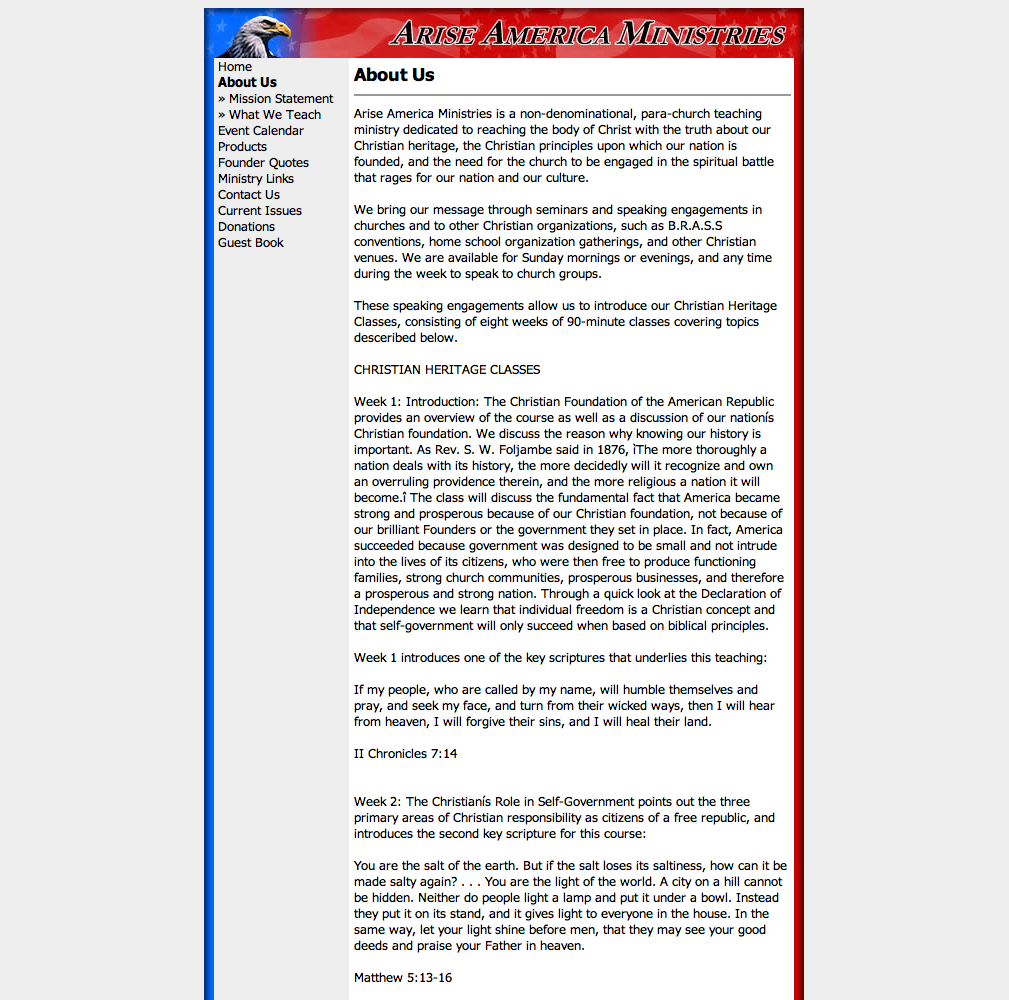 ARISE AMERICA MINISTRIES
Home
About Us
» Mission Statement
» What We Teach
Event Calendar
Products
Founder Quotes
Ministry Links
Contact Us
Current Issues
Donations
Guest Book
About Us
Arise America Ministries is a non-denominational, para-church teaching
ministry dedicated to reaching the body of Christ with the truth about our
Christian heritage, the Christian principles upon which our nation is
founded, and the need for the church to be engaged in the spiritual battle
that rages for our nation and our culture.
We bring our message through seminars and speaking engagements in
churches and to other Christian organizations, such as B.R.A.S.S
conventions, home school organization gatherings, and other Christian
venues. We are available for Sunday mornings or evenings, and any time
during the week to speak to church groups.
These speaking engagements allow us to introduce our Christian Heritage
Classes, consisting of eight weeks of 90-minute classes covering topics
desceribed below.
CHRISTIAN HERITAGE CLASSES
Week 1: Introduction: The Christian Foundation of the American Republic
provides an overview of the course as well as a discussion of our nationís
Christian foundation. We discuss the reason why knowing our history is
important. As Rev. S. W. Foljambe said in 1876, ìThe more thoroughly a
nation deals with its history, the more decidedly will it recognize and own
an overruling providence therein, and the more religious a nation it will
become.î The class will discuss the fundamental fact that America became
strong and prosperous because of our Christian foundation, not because of
our brilliant Founders or the government they set in place. In fact, America
succeeded because government was designed to be small and not intrude
into the lives of its citizens, who were then free to produce functioning
families, strong church communities, prosperous businesses, and therefore
a prosperous and strong nation. Through a quick look at the Declaration of
Independence we learn that individual freedom is a Christian concept and
that self-government will only succeed when based on biblical principles.
Week 1 introduces one of the key scriptures that underlies this teaching:
If my people, who are called by my name, will humble themselves and
pray, and seek my face, and turn from their wicked ways, then I will hear
from heaven, I will forgive their sins, and I will heal their land.
II Chronicles 7:14
Week 2: The Christianís Role in Self-Government points out the three
primary areas of Christian responsibility as citizens of a free republic, and
introduces the second key scripture for this course:
You are the salt of the earth. But if the salt loses its saltiness, how can it be
made salty again? . . . You are the light of the world. A city on a hill cannot
be hidden. Neither do people light a lamp and put it under a bowl. Instead
they put it on its stand, and it gives light to everyone in the house. In the
same way, let your light shine before men, that they may see your good
deeds and praise your Father in heaven.
Matthew 5:13-16